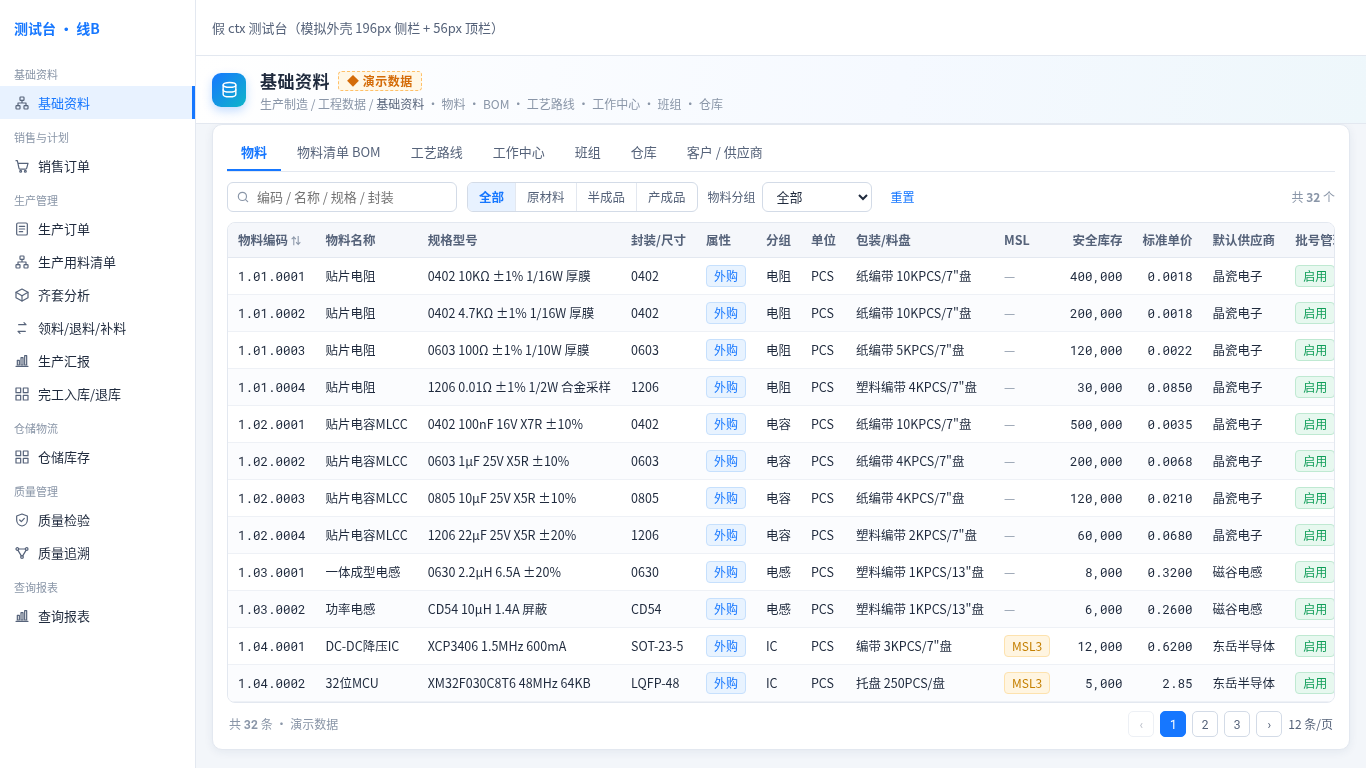 测试台 · 线B
基础资料
基础资料
销售与计划
销售订单
生产管理
生产订单
生产用料清单
齐套分析
领料/退料/补料
生产汇报
完工入库/退库
仓储物流
仓储库存
质量管理
质量检验
质量追溯
查询报表
查询报表
假 ctx 测试台（模拟外壳 196px 侧栏 + 56px 顶栏）
基础资料 ◆ 演示数据
生产制造 / 工程数据 / 基础资料 · 物料 · BOM · 工艺路线 · 工作中心 · 班组 · 仓库
物料 物料清单 BOM 工艺路线 工作中心 班组 仓库 客户 / 供应商
编码 / 名称 / 规格 / 封装 全部 原材料 半成品 产成品 物料分组 全部 重置 共 32 个
物料编码 ⇅ 物料名称 规格型号 封装/尺寸 属性 分组 单位 包装/料盘 MSL 安全库存 标准单价 默认供应商 批号管
1.01.0001 贴片电阻 0402 10KΩ ±1% 1/16W 厚膜 0402 外购 电阻 PCS 纸编带 10KPCS/7"盘 — 400,000 0.0018 晶瓷电子 启用
1.01.0002 贴片电阻 0402 4.7KΩ ±1% 1/16W 厚膜 0402 外购 电阻 PCS 纸编带 10KPCS/7"盘 — 200,000 0.0018 晶瓷电子 启用
1.01.0003 贴片电阻 0603 100Ω ±1% 1/10W 厚膜 0603 外购 电阻 PCS 纸编带 5KPCS/7"盘 — 120,000 0.0022 晶瓷电子 启用
1.01.0004 贴片电阻 1206 0.01Ω ±1% 1/2W 合金采样 1206 外购 电阻 PCS 塑料编带 4KPCS/7"盘 — 30,000 0.0850 晶瓷电子 启用
1.02.0001 贴片电容MLCC 0402 100nF 16V X7R ±10% 0402 外购 电容 PCS 纸编带 10KPCS/7"盘 — 500,000 0.0035 晶瓷电子 启用
1.02.0002 贴片电容MLCC 0603 1μF 25V X5R ±10% 0603 外购 电容 PCS 纸编带 4KPCS/7"盘 — 200,000 0.0068 晶瓷电子 启用
1.02.0003 贴片电容MLCC 0805 10μF 25V X5R ±10% 0805 外购 电容 PCS 纸编带 4KPCS/7"盘 — 120,000 0.0210 晶瓷电子 启用
1.02.0004 贴片电容MLCC 1206 22μF 25V X5R ±20% 1206 外购 电容 PCS 塑料编带 2KPCS/7"盘 — 60,000 0.0680 晶瓷电子 启用
1.03.0001 一体成型电感 0630 2.2μH 6.5A ±20% 0630 外购 电感 PCS 塑料编带 1KPCS/13"盘 — 8,000 0.3200 磁谷电感 启用
1.03.0002 功率电感 CD54 10μH 1.4A 屏蔽 CD54 外购 电感 PCS 塑料编带 1KPCS/13"盘 — 6,000 0.2600 磁谷电感 启用
1.04.0001 DC-DC降压IC XCP3406 1.5MHz 600mA SOT-23-5 外购 IC PCS 编带 3KPCS/7"盘 MSL3 12,000 0.6200 东岳半导体 启用
1.04.0002 32位MCU XM32F030C8T6 48MHz 64KB LQFP-48 外购 IC PCS 托盘 250PCS/盘 MSL3 5,000 2.85 东岳半导体 启用
共 32 条 · 演示数据 ‹ 1 2 3 › 12 条/页